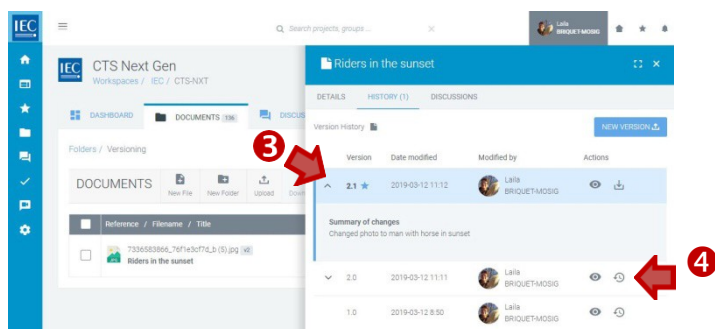 IEC
Search projects, groups ...
Laila
BRIQUET-MOSIG
IEC
CTS Next Gen
Workspaces / IEC / CTS-NXT
DASHBOARD
DOCUMENTS 136
DISCUS
Folders / Versioning
DOCUMENTS
New File
New Folder
Upload
Down
Reference / Filename / Title
7336583866_76f1e3cf7d_b (5).jpg v2
Riders in the sunset
Riders in the sunset
DETAILS
HISTORY (1)
DISCUSSIONS
Version History
NEW VERSION
Version
Date modified
Modified by
Actions
2.1
2019-03-12 11:12
Laila
BRIQUET-MOSIG
Summary of changes
Changed photo to man with horse in sunset
2.0
2019-03-12 11:11
Laila
BRIQUET-MOSIG
1.0
2019-03-12 8:50
Laila
BRIQUET-MOSIG
3
4